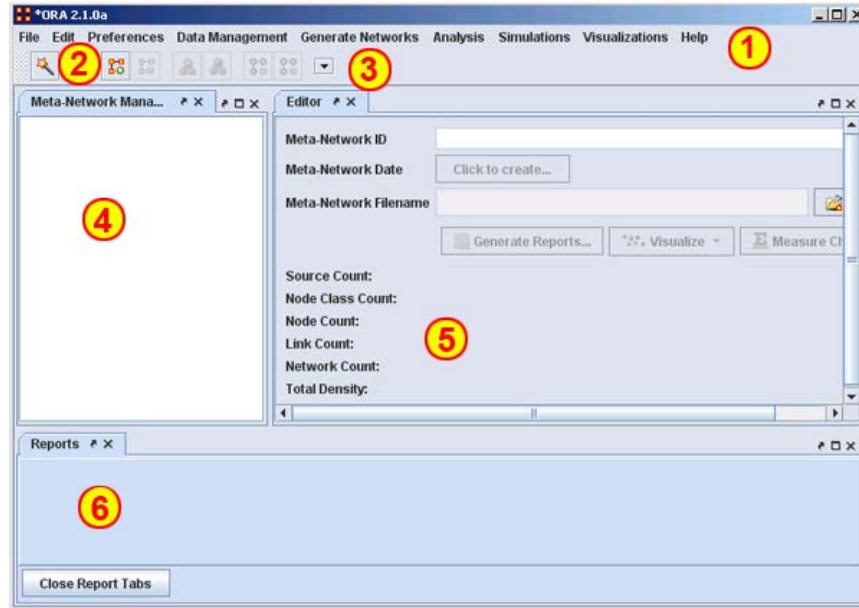 *ORA 2.1.0a
File Edit Preferences Data Management Generate Networks Analysis Simulations Visualizations Help
1
2
3
Meta-Network Mana...
Editor
Meta-Network ID
Meta-Network Date Click to create...
Meta-Network Filename
4
Generate Reports... Visualize Measure
Source Count:
Node Class Count:
Node Count:
Link Count:
5
Network Count:
Total Density:
Reports
6
Close Report Tabs